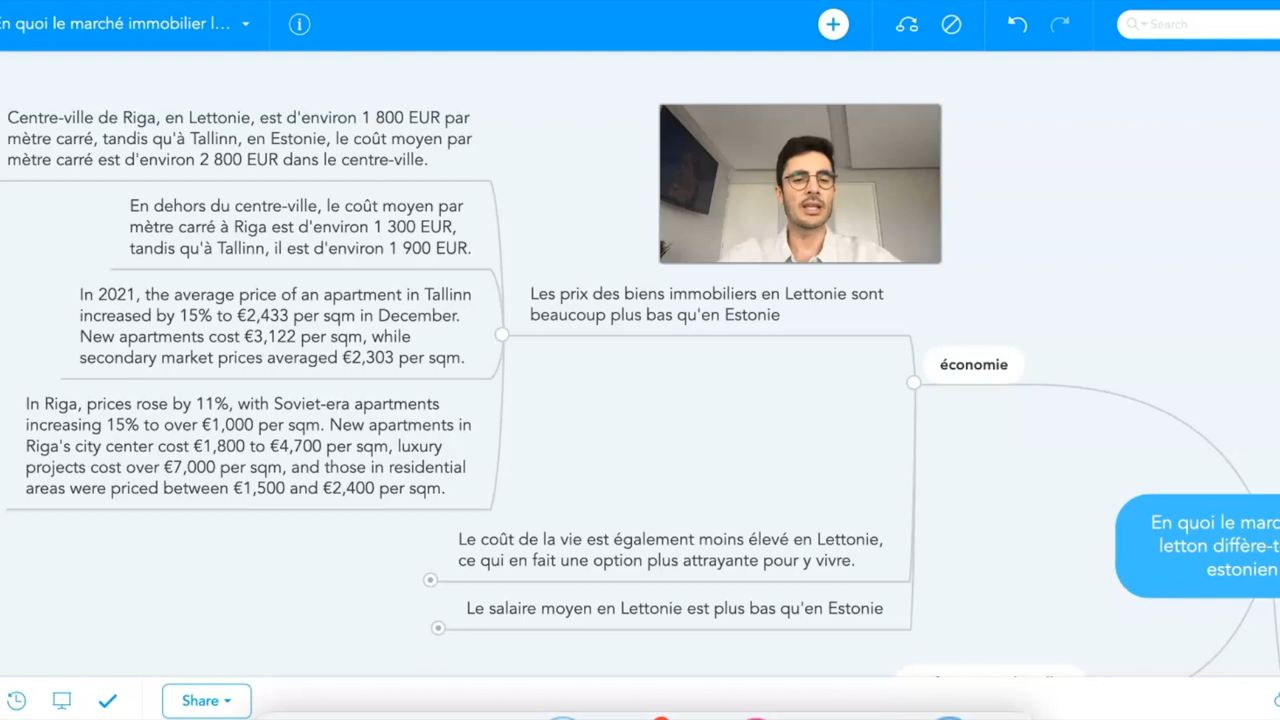 En quoi le marché immobilier l...
Search
Centre-ville de Riga, en Lettonie, est d'environ 1 800 EUR par
mètre carré, tandis qu'à Tallinn, en Estonie, le coût moyen par
mètre carré est d'environ 2 800 EUR dans le centre-ville.
En dehors du centre-ville, le coût moyen par
mètre carré à Riga est d'environ 1 300 EUR,
tandis qu'à Tallinn, il est d'environ 1 900 EUR.
In 2021, the average price of an apartment in Tallinn
increased by 15% to €2,433 per sqm in December.
New apartments cost €3,122 per sqm, while
secondary market prices averaged €2,303 per sqm.
In Riga, prices rose by 11%, with Soviet-era apartments
increasing 15% to over €1,000 per sqm. New apartments in
Riga's city center cost €1,800 to €4,700 per sqm, luxury
projects cost over €7,000 per sqm, and those in residential
areas were priced between €1,500 and €2,400 per sqm.
Les prix des biens immobiliers en Lettonie sont
beaucoup plus bas qu'en Estonie
économie
Le coût de la vie est également moins élevé en Lettonie,
ce qui en fait une option plus attrayante pour y vivre.
Le salaire moyen en Lettonie est plus bas qu'en Estonie
En quoi le marc
letton diffère-t
estonien
Share